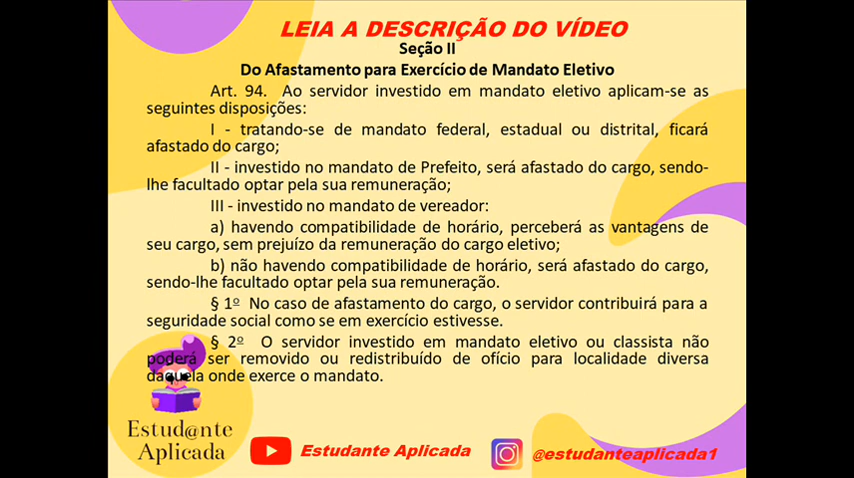 LEIA A DESCRIÇÃO DO VÍDEO
Seção II
Do Afastamento para Exercício de Mandato Eletivo
Art. 94. Ao servidor investido em mandato eletivo aplicam-se as
seguintes disposições:
I - tratando-se de mandato federal, estadual ou distrital, ficará
afastado do cargo;
II - investido no mandato de Prefeito, será afastado do cargo, sendo-
lhe facultado optar pela sua remuneração;
III - investido no mandato de vereador:
a) havendo compatibilidade de horário, perceberá as vantagens de
seu cargo, sem prejuízo da remuneração do cargo eletivo;
b) não havendo compatibilidade de horário, será afastado do cargo,
sendo-lhe facultado optar pela sua remuneração.
§ 1º No caso de afastamento do cargo, o servidor contribuirá para a
seguridade social como se em exercício estivesse.
§ 2º O servidor investido em mandato eletivo ou classista não
poderá ser removido ou redistribuído de ofício para localidade diversa
daquela onde exerce o mandato.
Estud@nte
Aplicada
Estudante Aplicada
@estudanteaplicada1